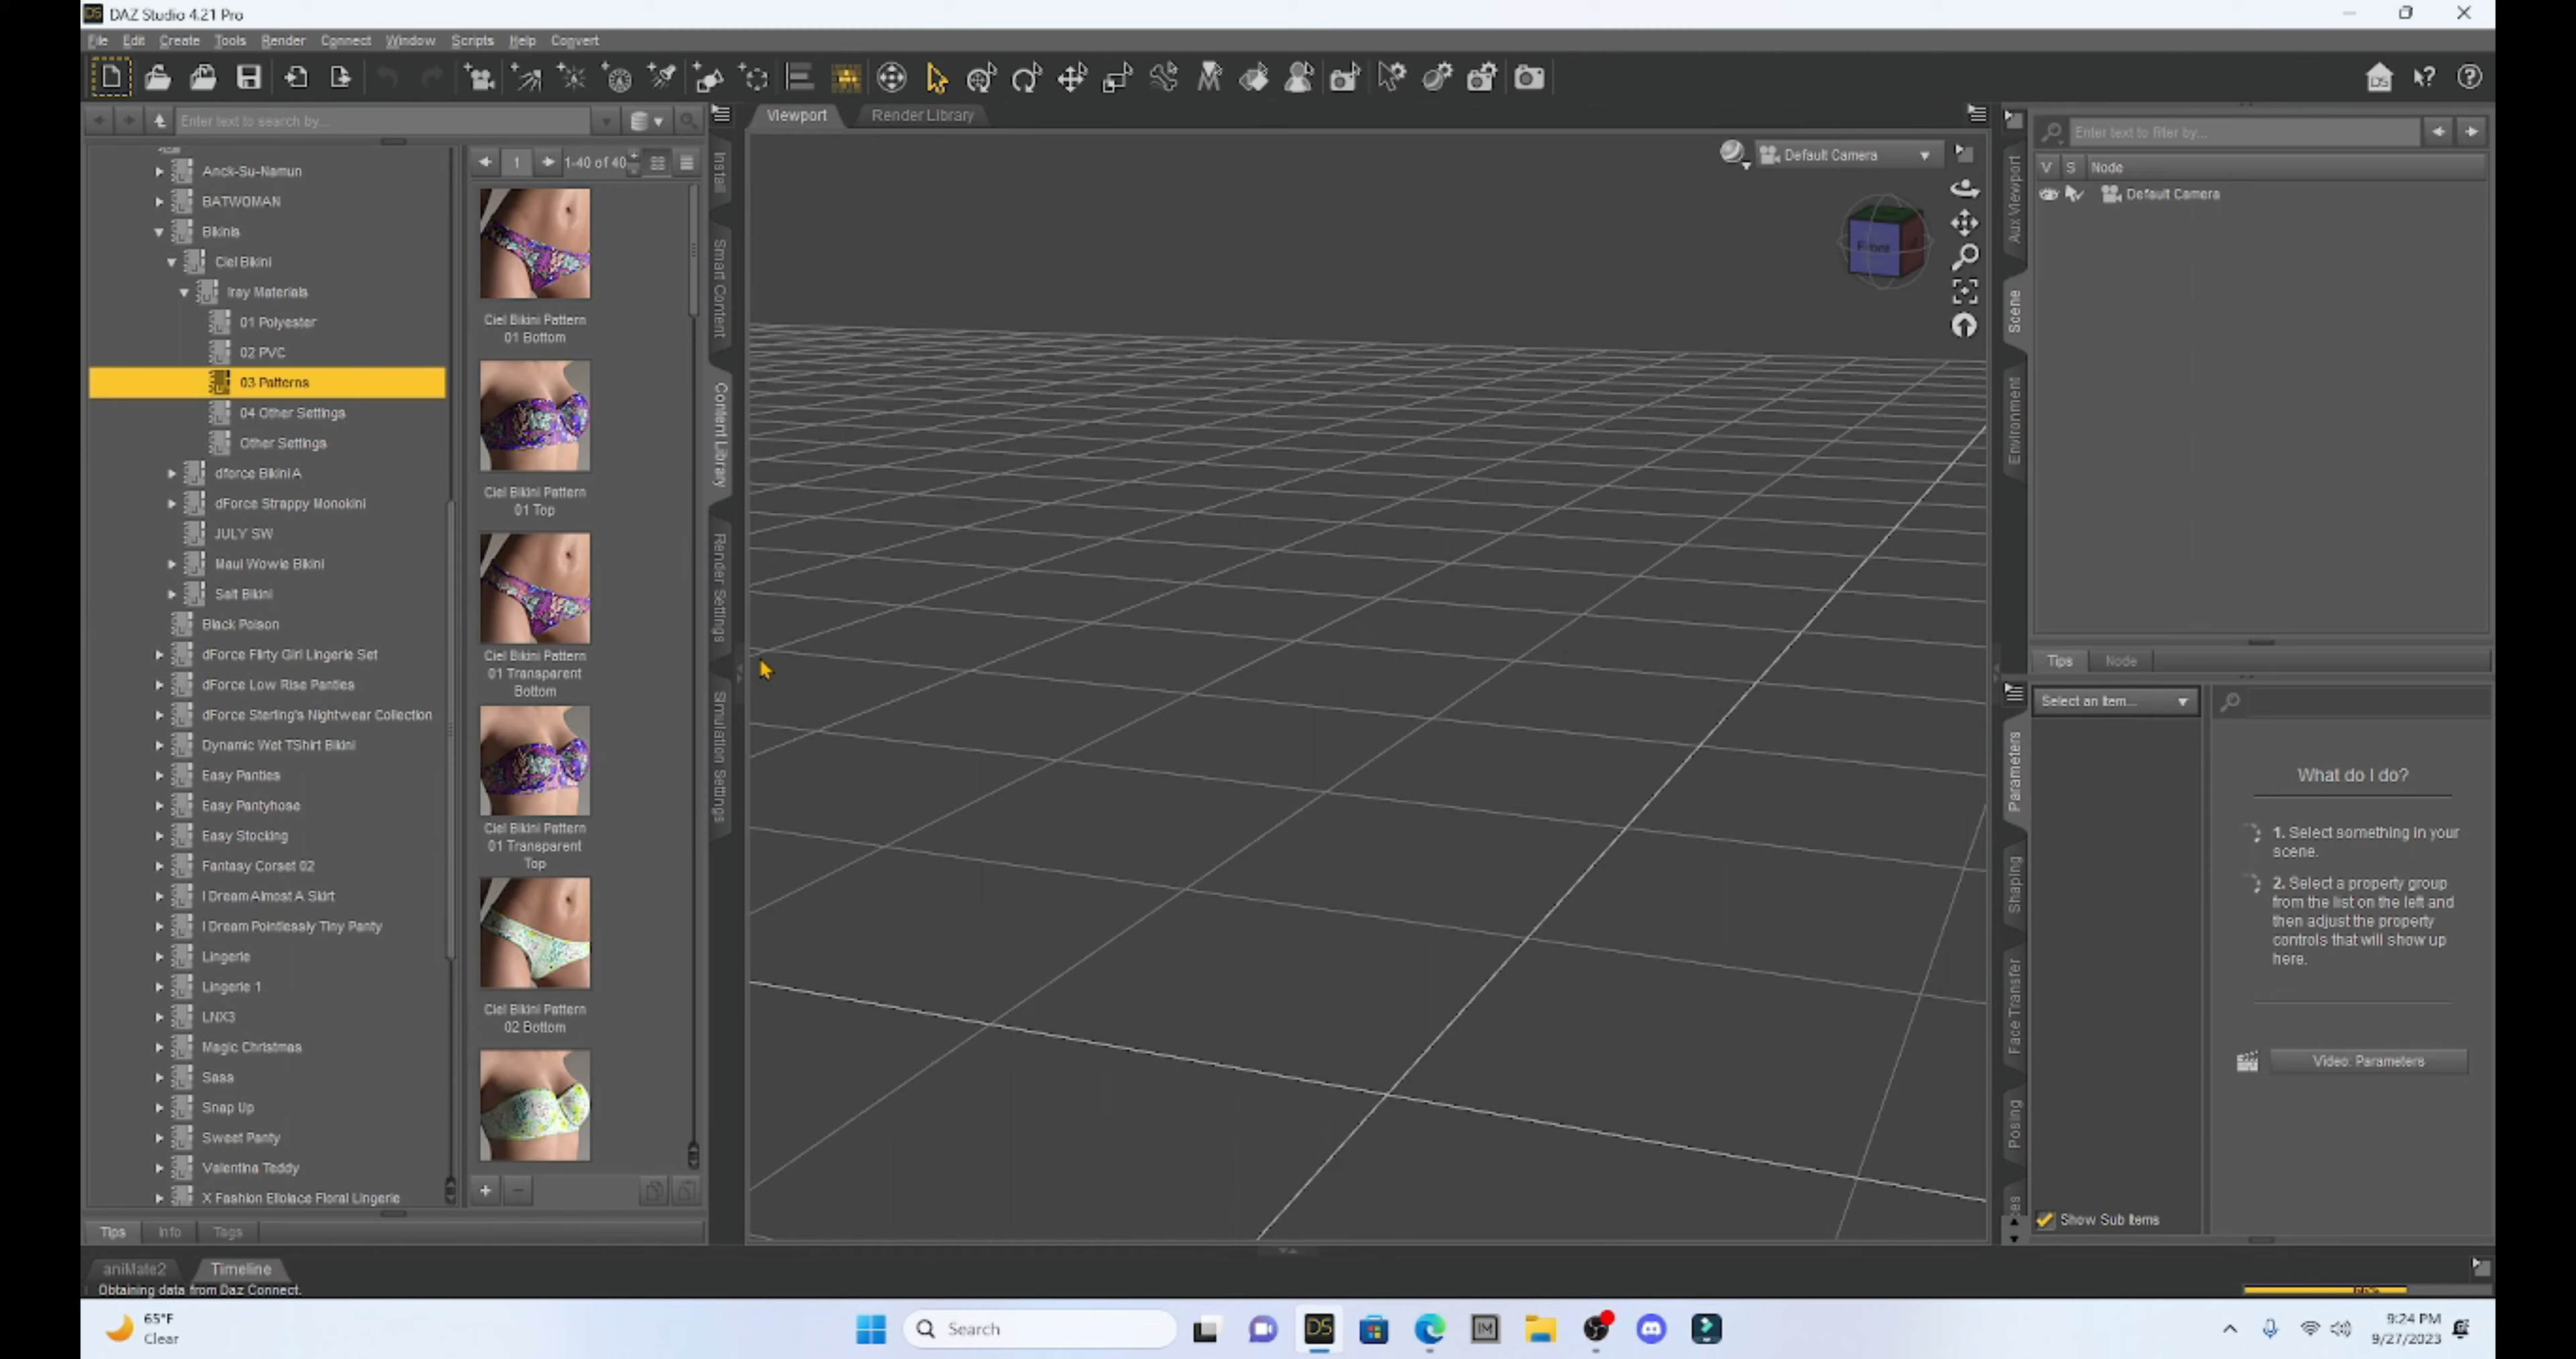 DAZ Studio 4.21 Pro
File Edit Create Tools Render Connect Window Scripts Help Convert
Enter text to search by...
Anck-Su-Namun
BATWOMAN
Bikinis
Ciel Bikini
Iray Materials
01 Polyester
02 PVC
03 Patterns
04 Other Settings
Other Settings
dforce Bikini A
dForce Strappy Monokini
JULY SW
Maui Wowie Bikini
Salt Bikini
Black Poison
dForce Flirty Girl Lingerie Set
dForce Low Rise Panties
dForce Sterling's Nightwear Collection
Dynamic Wet TShirt Bikini
Easy Panties
Easy Pantyhose
Easy Stocking
Fantasy Corset 02
I Dream Almost A Skirt
I Dream Pointlessly Tiny Panty
Lingerie
Lingerie 1
LNX3
Magic Christmas
Sass
Snap Up
Sweet Panty
Valentina Teddy
X Fashion Ellolace Floral Lingerie
Tips Info Tags
1 1-40 of 40
Ciel Bikini Pattern
01 Bottom
Ciel Bikini Pattern
01 Top
Ciel Bikini Pattern
01 Transparent
Bottom
Ciel Bikini Pattern
01 Transparent
Top
Ciel Bikini Pattern
02 Bottom
Install
Smart Content
Content Library
Render Settings
Simulation Settings
Viewport Render Library
Default Camera
Front
Aux Viewport
Scene
Environment
Enter text to filter by...
V S Node
Default Camera
Tips Node
Parameters
Shaping
Face Transfer
Posing
Select an Item...
What do I do?
1. Select something in your
scene.
2. Select a property group
from the list on the left and
then adjust the property
controls that will show up
here.
Video: Parameters
Show Sub Items
aniMate2 Timeline
Obtaining data from Daz Connect.
65°F
Clear
Search
DS
IM
9:24 PM
9/27/2023